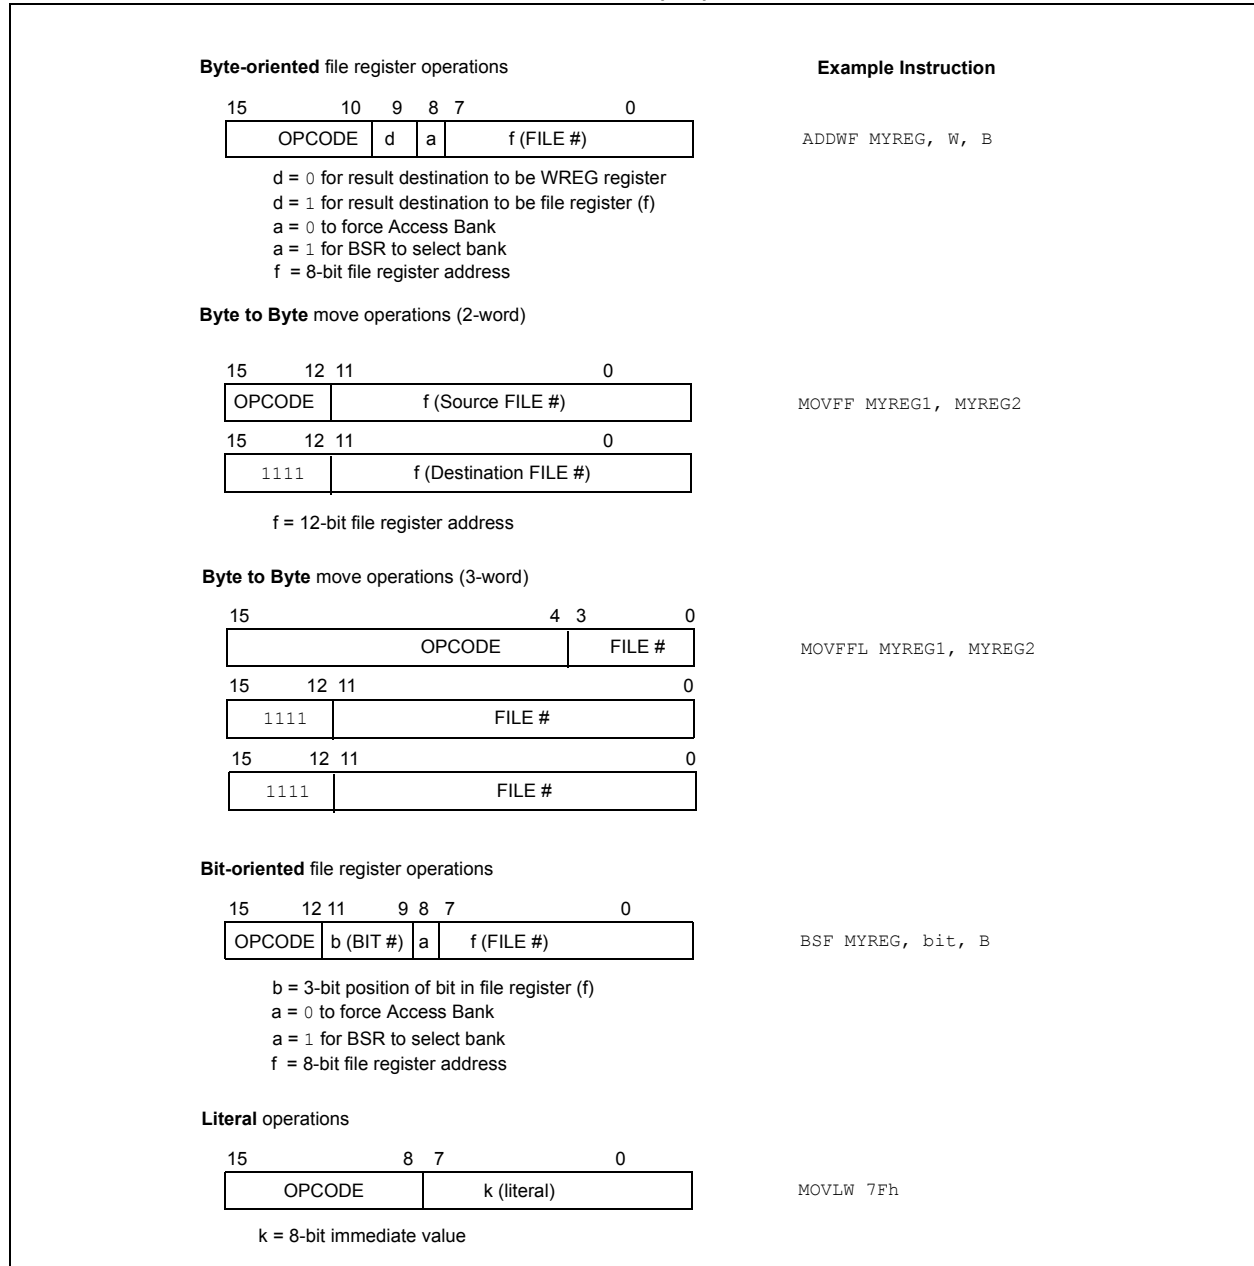 Byte-oriented file register operations Example Instruction
15 10 9 8 7 0
OPCODE d a f (FILE #) ADDWF MYREG, W, B
d = 0 for result destination to be WREG register
d = 1 for result destination to be file register (f)
a = 0 to force Access Bank
a = 1 for BSR to select bank
f = 8-bit file register address
Byte to Byte move operations (2-word)
15 12 11 0
OPCODE f (Source FILE #) MOVFF MYREG1, MYREG2
15 12 11 0
1111 f (Destination FILE #)
f = 12-bit file register address
Byte to Byte move operations (3-word)
15 4 3 0
OPCODE FILE # MOVFFL MYREG1, MYREG2
15 12 11 0
1111 FILE #
15 12 11 0
1111 FILE #
Bit-oriented file register operations
15 12 11 9 8 7 0
OPCODE b (BIT #) a f (FILE #) BSF MYREG, bit, B
b = 3-bit position of bit in file register (f)
a = 0 to force Access Bank
a = 1 for BSR to select bank
f = 8-bit file register address
Literal operations
15 8 7 0
OPCODE k (literal) MOVLW 7Fh
k = 8-bit immediate value